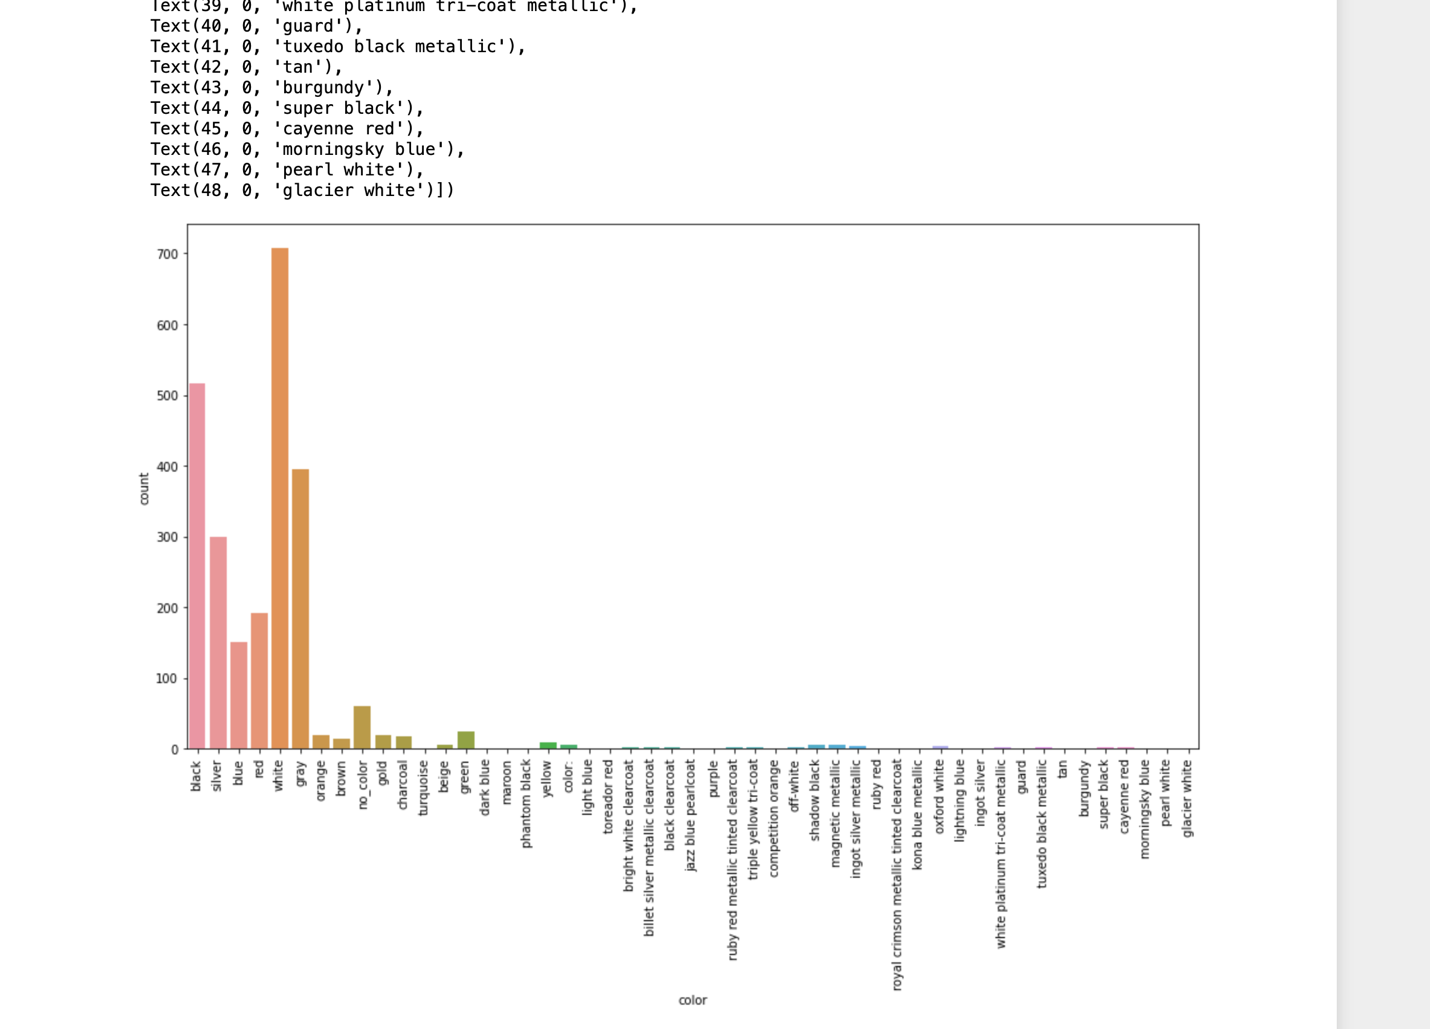 Text(39, 0, 'white platinum tri-coat metallic'),
Text(40, 0, 'guard'),
Text(41, 0, 'tuxedo black metallic'),
Text(42, 0, 'tan'),
Text(43, 0, 'burgundy'),
Text(44, 0, 'super black'),
Text(45, 0, 'cayenne red'),
Text(46, 0, 'morningsky blue'),
Text(47, 0, 'pearl white'),
Text(48, 0, 'glacier white')])
700
600
500
400
300
200
100
0
count
black
silver
blue
red
white
gray
orange
brown
no_color
gold
charcoal
turquoise
beige
green
dark blue
maroon
phantom black
yellow
color:
light blue
toreador red
bright white clearcoat
billet silver metallic clearcoat
black clearcoat
jazz blue pearlcoat
purple
ruby red metallic tinted clearcoat
triple yellow tri-coat
competition orange
off-white
shadow black
magnetic metallic
ingot silver metallic
ruby red
royal crimson metallic tinted clearcoat
kona blue metallic
oxford white
lightning blue
ingot silver
white platinum tri-coat metallic
guard
tuxedo black metallic
tan
burgundy
super black
cayenne red
morningsky blue
pearl white
glacier white
color